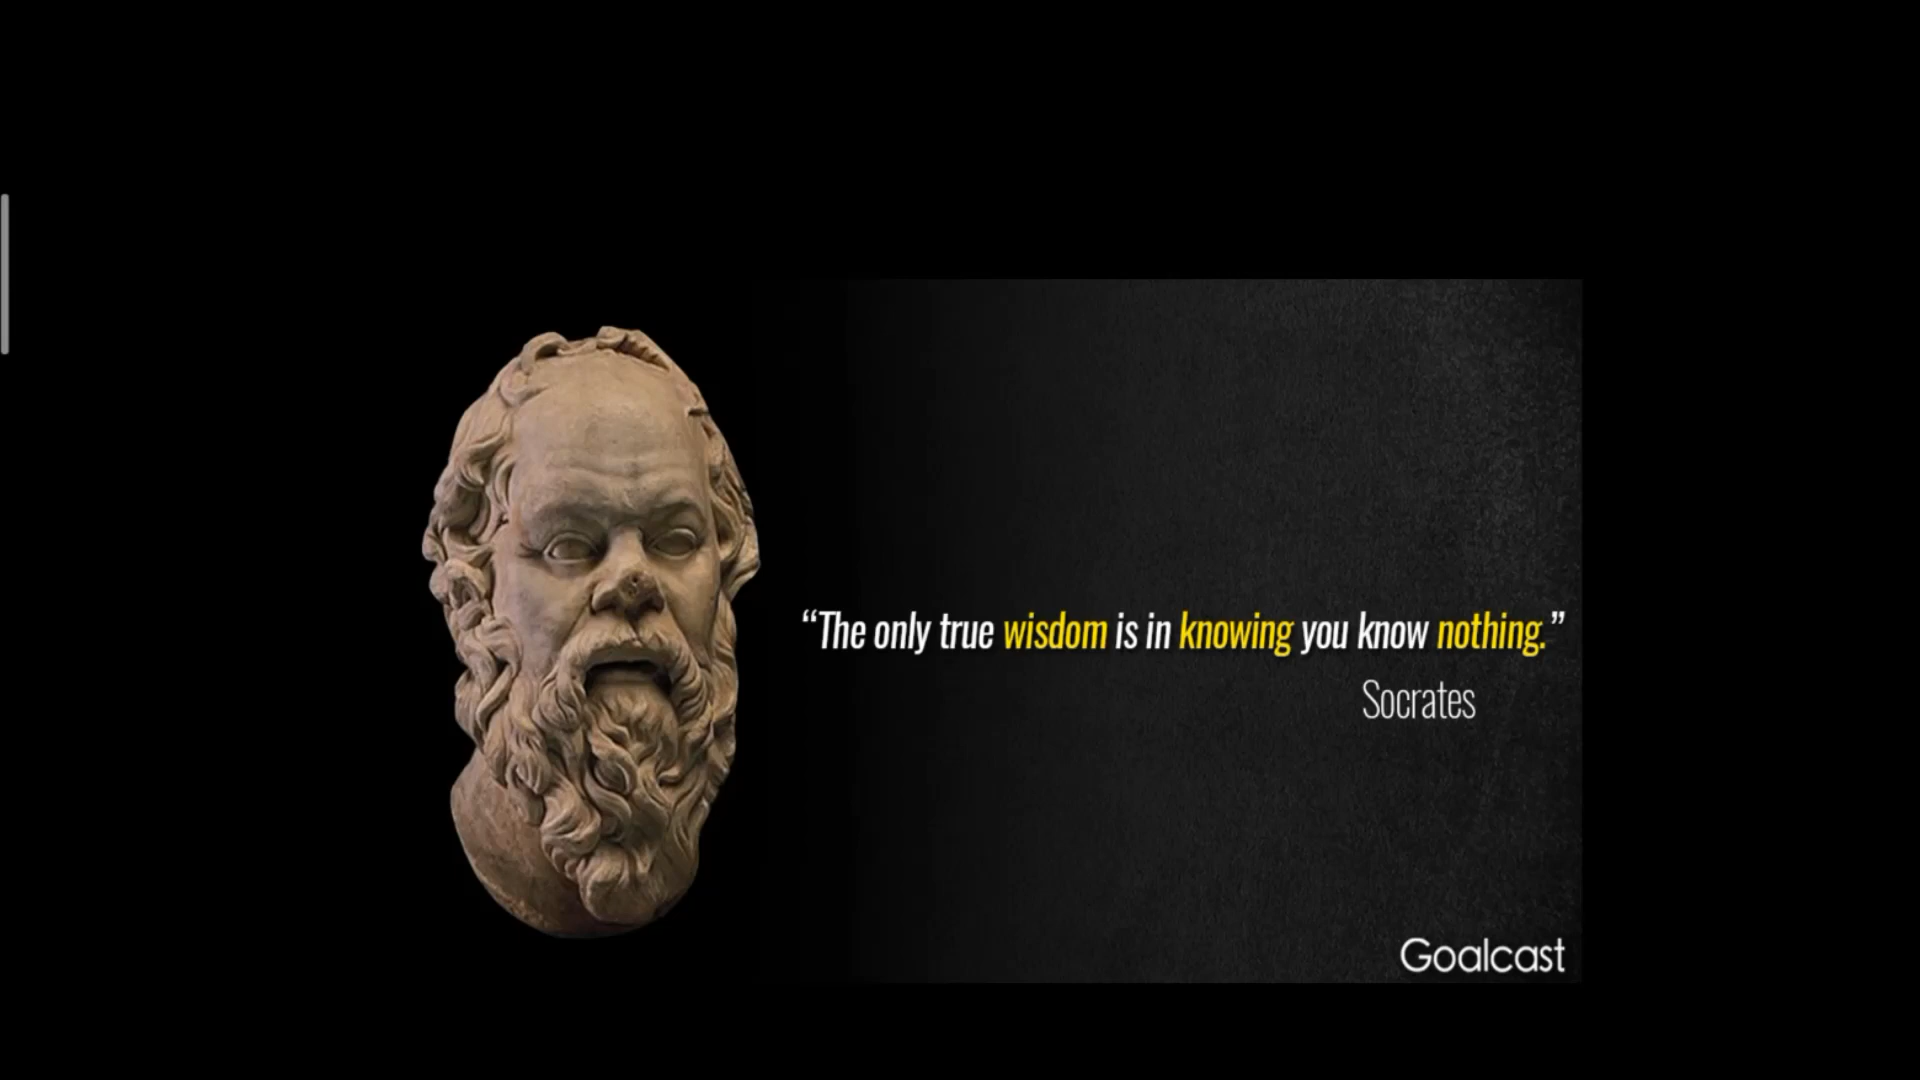 “The only true wisdom is in knowing you know nothing.”
Socrates
Goalcast